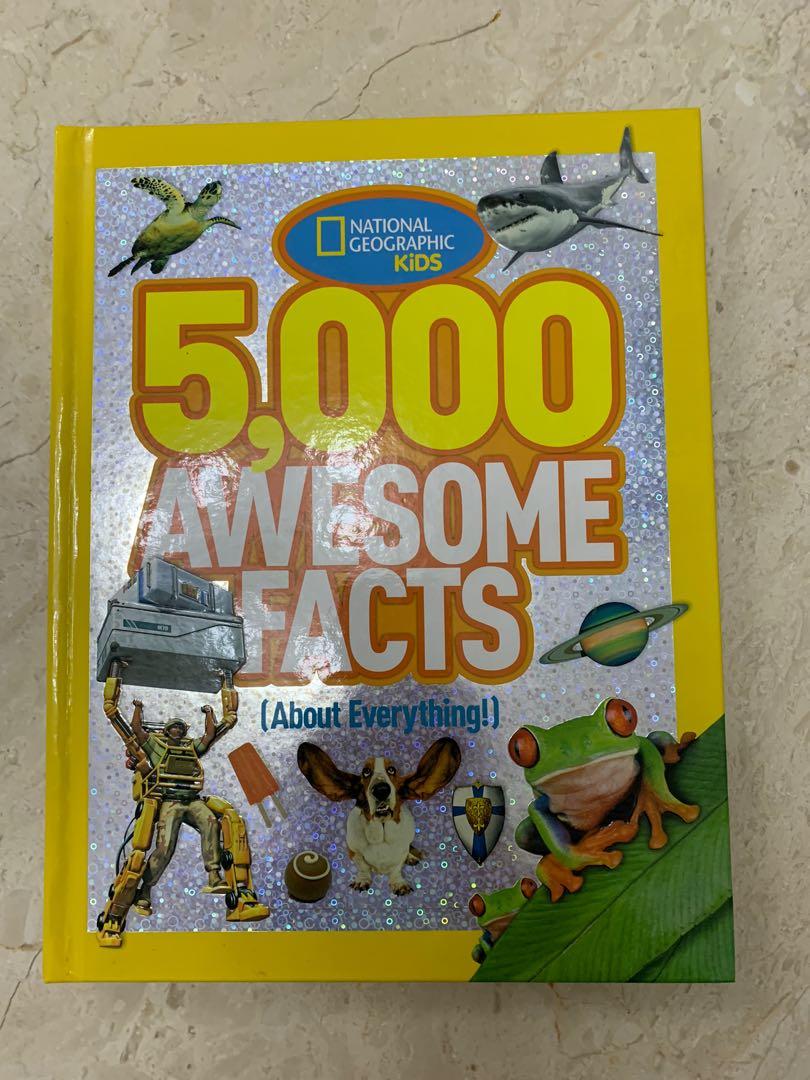 NATIONAL
GEOGRAPHIC
KiDS
5,000
AWESOME
FACTS
(About Everything!)